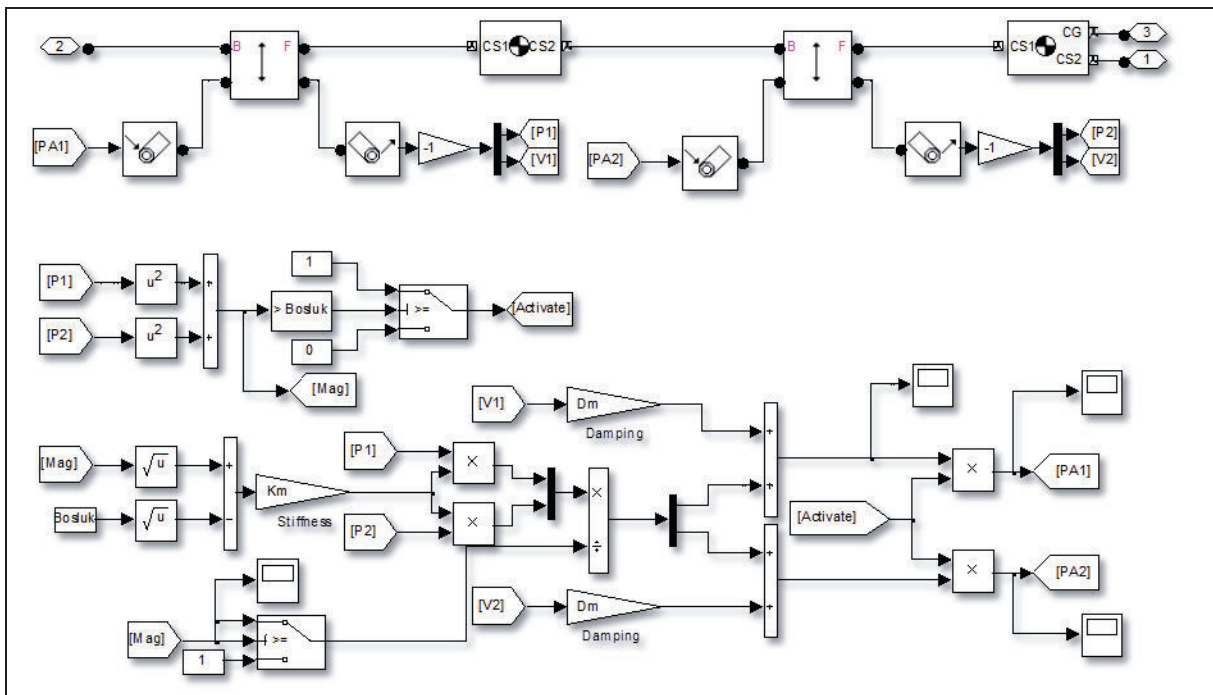 2
B F
CS1 CS2
B F
CS1
CG
CS2
3
1
[PA1]
-1
[P1]
[V1]
[PA2]
-1
[P2]
[V2]
[P1]
u2
+
[P2]
u2
+
1
> Bosluk
>=
0
[Activate]
[Mag]
[V1]
Dm
Damping
+
+
[Mag]
√u
+
Bosluk
√u
−
Km
Stiffness
[P1]
×
[P2]
×
×
÷
[Activate]
×
[PA1]
×
[PA2]
+
+
[V2]
Dm
Damping
[Mag]
>=
1